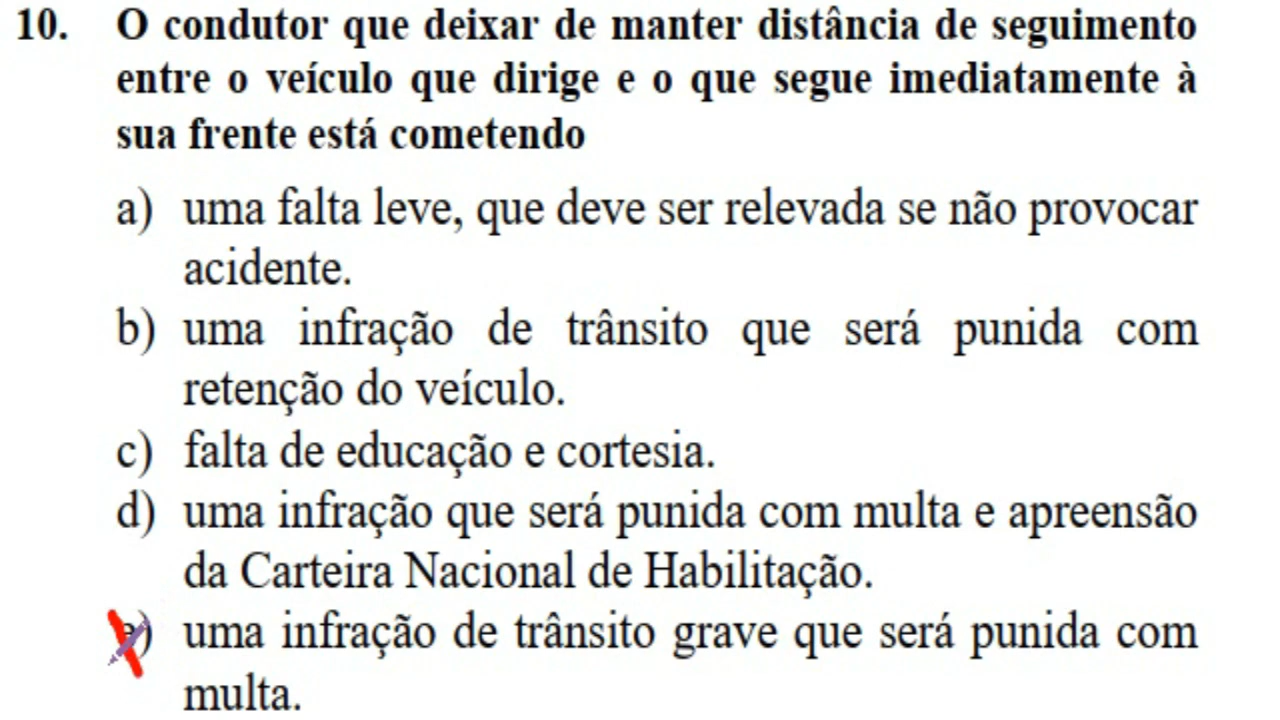 10. O condutor que deixar de manter distância de seguimento
entre o veículo que dirige e o que segue imediatamente à
sua frente está cometendo
a) uma falta leve, que deve ser relevada se não provocar
acidente.
b) uma infração de trânsito que será punida com
retenção do veículo.
c) falta de educação e cortesia.
d) uma infração que será punida com multa e apreensão
da Carteira Nacional de Habilitação.
e) uma infração de trânsito grave que será punida com
multa.